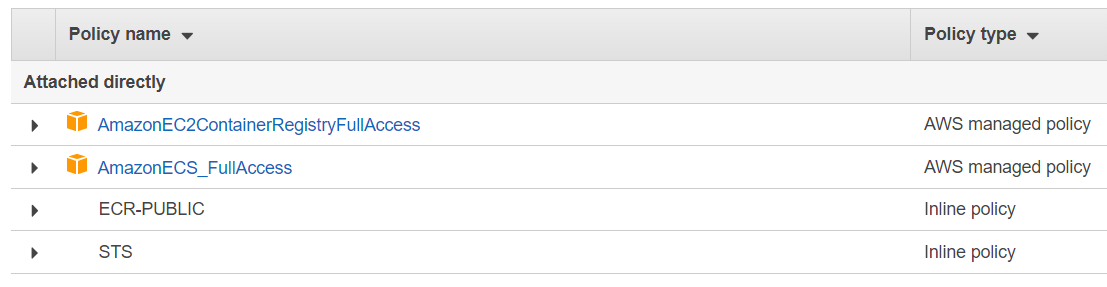 Policy name Policy type
Attached directly
AmazonEC2ContainerRegistryFullAccess AWS managed policy
AmazonECS_FullAccess AWS managed policy
ECR-PUBLIC Inline policy
STS Inline policy